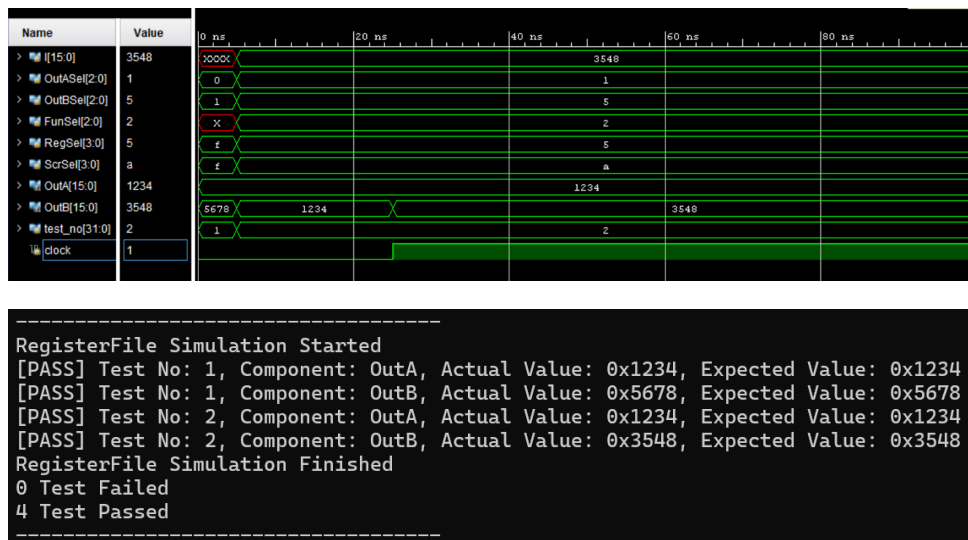 Name Value 0 ns 20 ns 40 ns 60 ns 80 ns
I[15:0] 3548 XXXX 3548
OutASel[2:0] 1 0 1
OutBSel[2:0] 5 1 5
FunSel[2:0] 2 X 2
RegSel[3:0] 5 f 5
ScrSel[3:0] a f a
OutA[15:0] 1234 1234
OutB[15:0] 3548 5678 1234 3548
test_no[31:0] 2 1 2
clock 1
------------------------------------
RegisterFile Simulation Started
[PASS] Test No: 1, Component: OutA, Actual Value: 0x1234, Expected Value: 0x1234
[PASS] Test No: 1, Component: OutB, Actual Value: 0x5678, Expected Value: 0x5678
[PASS] Test No: 2, Component: OutA, Actual Value: 0x1234, Expected Value: 0x1234
[PASS] Test No: 2, Component: OutB, Actual Value: 0x3548, Expected Value: 0x3548
RegisterFile Simulation Finished
0 Test Failed
4 Test Passed
------------------------------------